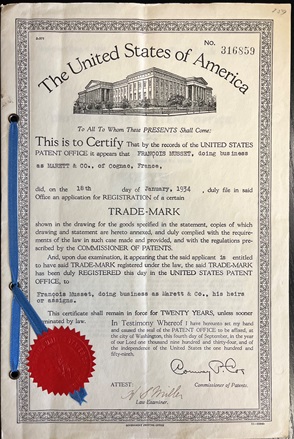 No. 316859
The United States of America
To All To Whom These PRESENTS Shall Come:
This is to Certify That by the records of the UNITED STATES
PATENT OFFICE it appears that FRANÇOIS MUSSET, doing business
as MARETT & CO., of Cognac, France,
did, on the 18th day of January, 1934 , duly file in said
Office an application for REGISTRATION of a certain
TRADE-MARK
shown in the drawing for the goods specified in the statement, copies of which
drawing and statement are hereto annexed, and duly complied with the require-
ments of the law in such case made and provided, and with the regulations pre-
scribed by the COMMISSIONER OF PATENTS.
And, upon due examination, it appearing that the said applicant is entitled
to have said TRADE-MARK registered under the law, the said TRADE-MARK
has been duly REGISTERED this day in the UNITED STATES PATENT
OFFICE, to
François Musset, doing business as Marett & Co., his heirs
or assigns.
This certificate shall remain in force for TWENTY YEARS, unless sooner
terminated by law.
In Testimony Whereof I have hereunto set my hand
and caused the seal of the PATENT OFFICE to be affixed, at
the city of Washington, this fourth day of September, in the year
of our Lord one thousand nine hundred and thirty-four, and of
the independence of the United States the one hundred and
fifty-ninth.
Commissioner of Patents.
ATTEST:
Law Examiner.